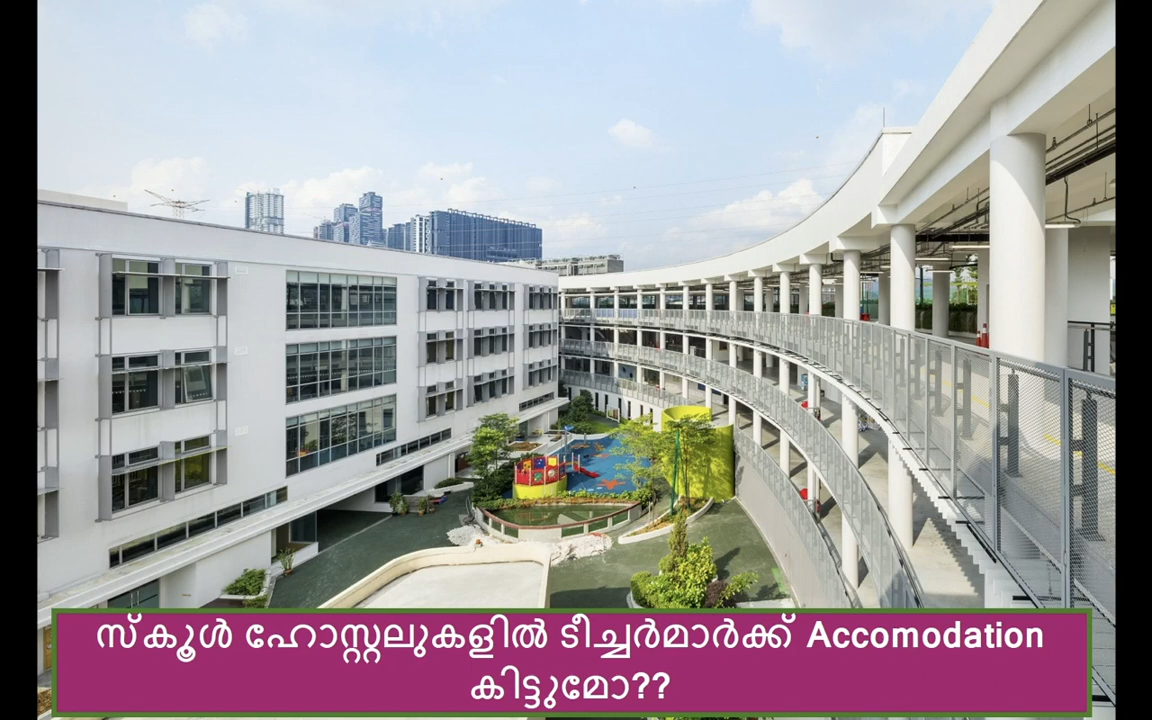 സ്കൂൾ ഹോസ്റ്റലുകളിൽ ടീച്ചർമാർക്ക് Accomodation
കിട്ടുമോ??